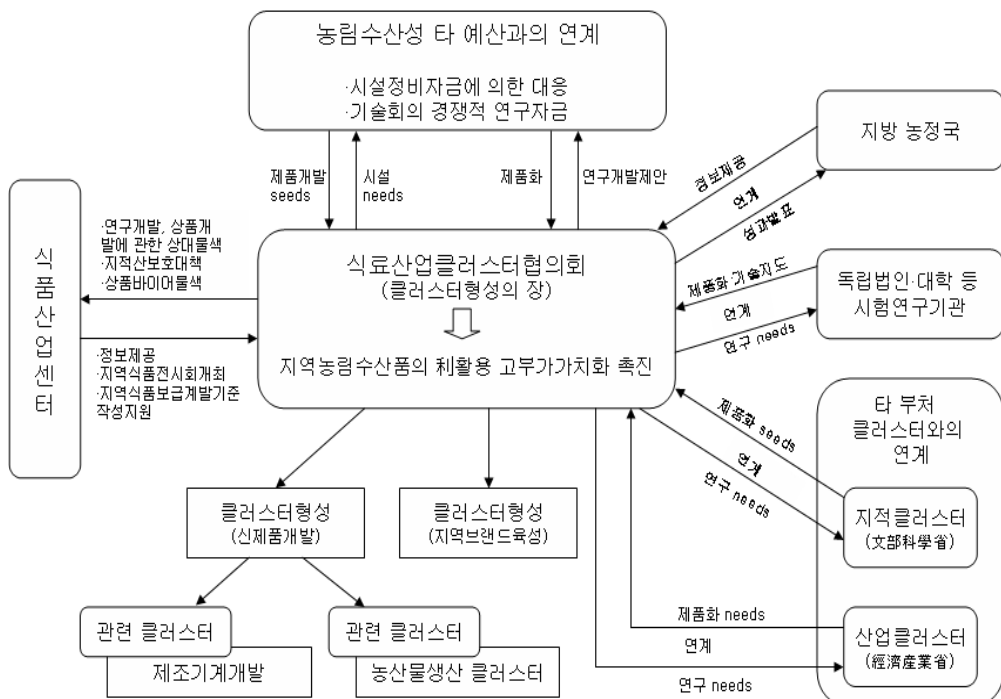 농림수산성 타 예산과의 연계
·시설정비자금에 의한 대응
·기술회의 경쟁적 연구자금
지방 농정국
제품개발
seeds
시설
needs
제품화
연구개발제안
정보제공
연계
성과발표
식품산업센터
·연구개발, 상품개
발에 관한 상대물색
·지적산보호대책
·상품바이어물색
·정보제공
·지역식품전시회개최
·지역식품보급계발기준
작성지원
식료산업클러스터협의회
(클러스터형성의 장)
지역농림수산품의 利활용 고부가가치화 촉진
제품화·기술지도
연계
연구 needs
독립법인·대학 등
시험연구기관
제품화 seeds
연계
연구 needs
타 부처
클러스터와의
연계
지적클러스터
(文部科學省)
산업클러스터
(經濟産業省)
제품화 needs
연계
연구 needs
클러스터형성
(신제품개발)
클러스터형성
(지역브랜드육성)
관련 클러스터
제조기계개발
관련 클러스터
농산물생산 클러스터